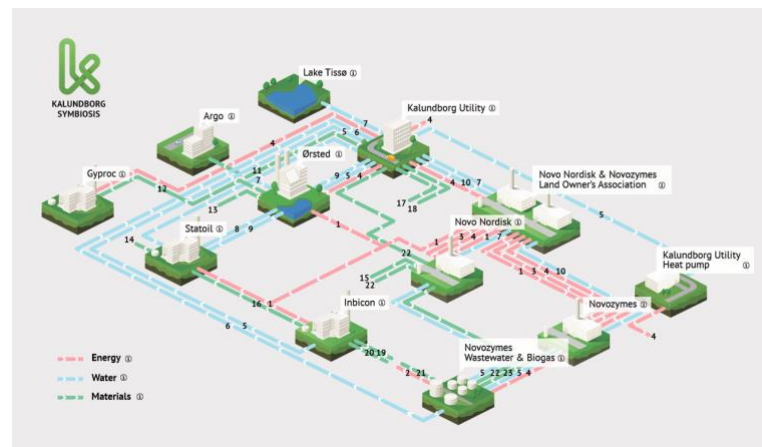 KALUNDBORG
SYMBIOSIS
Lake Tissø
Kalundborg Utility
Argo
Ørsted
Gyproc
Novo Nordisk & Novozymes
Land Owner's Association
Statoil
Novo Nordisk
Kalundborg Utility
Heat pump
Inbicon
Novozymes
Novozymes
Wastewater & Biogas
Energy
Water
Materials
7
4
4
5 6
11
7
12
13
9 5 4
4 10 7
17
18
5
8 9
1
14
1 3 4 1 7
22
15
22
1 3 4 10
16 1
6 5
4
20 19
2 21
5 22 23 5 4